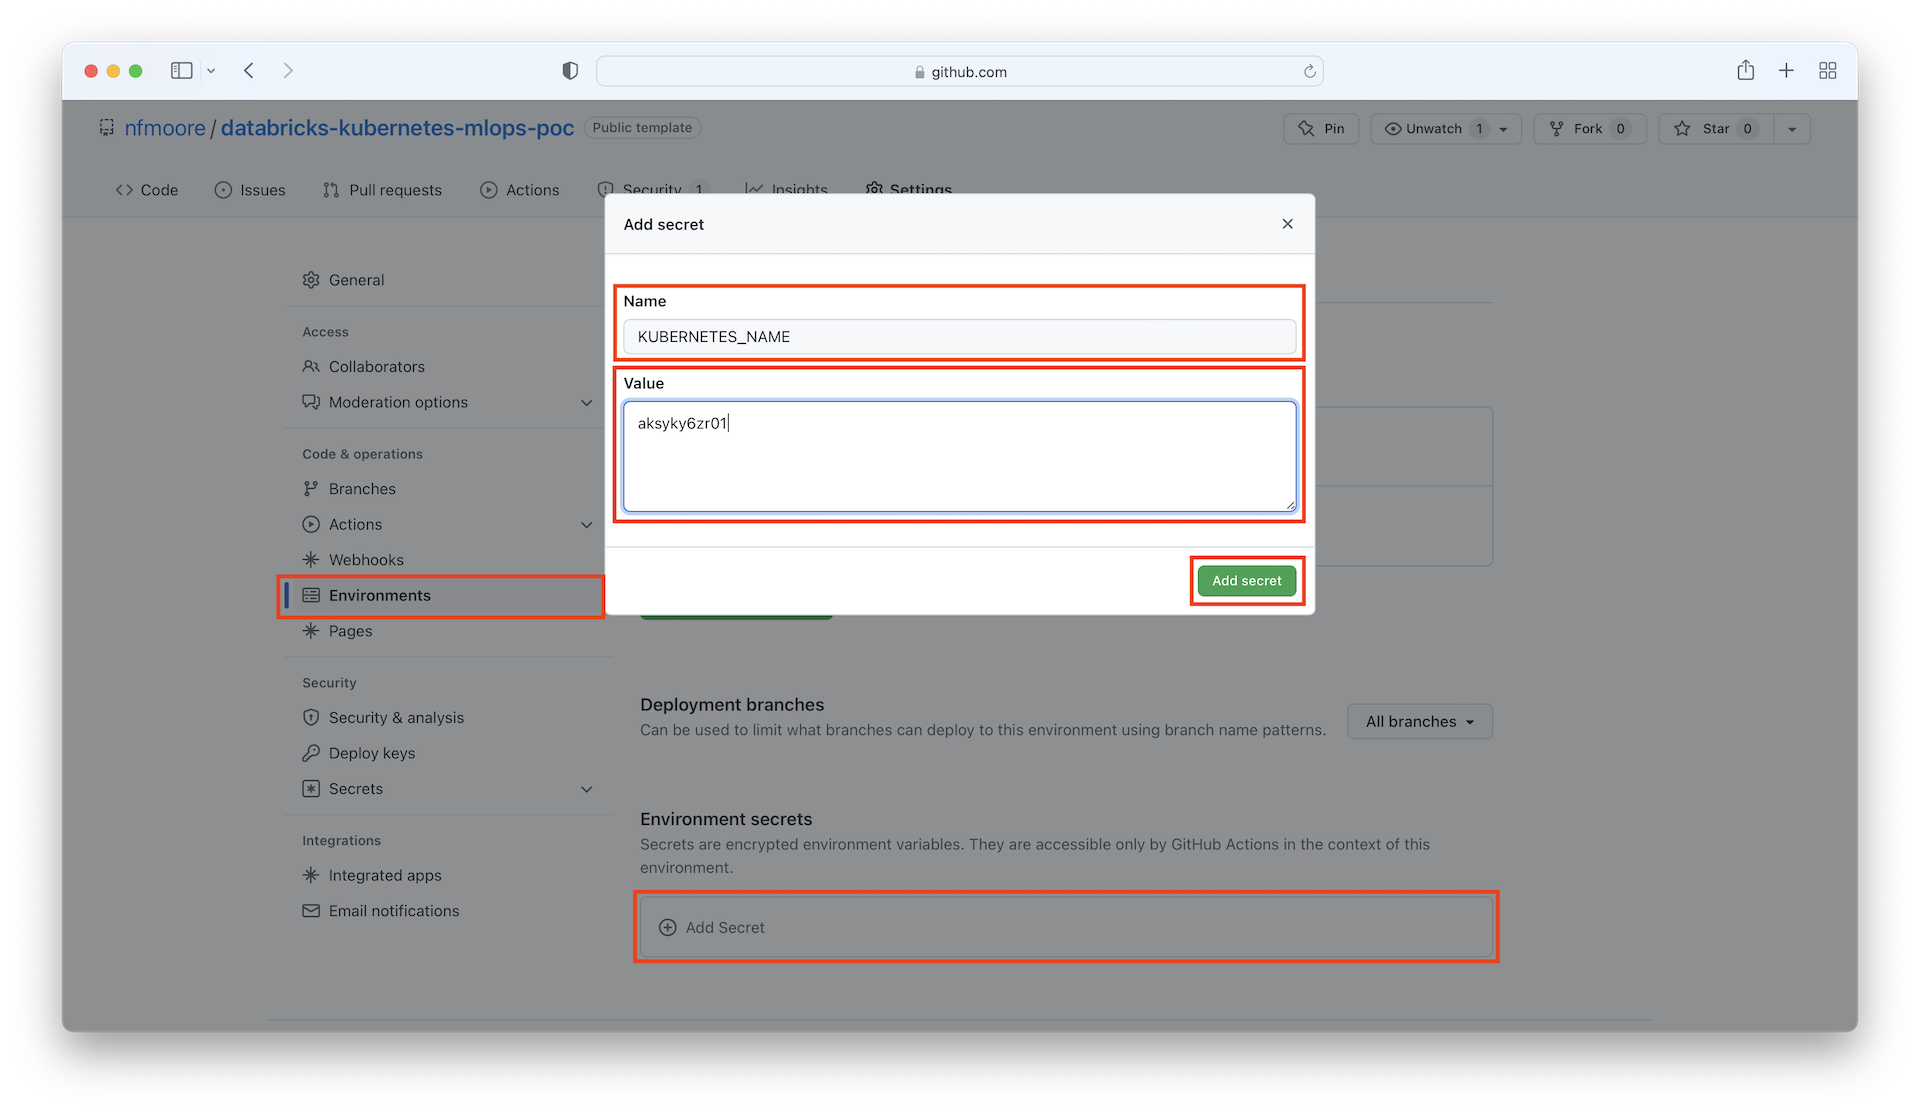 github.com
nfmoore / databricks-kubernetes-mlops-poc Public template
Pin Unwatch 1 Fork 0 Star 0
Code Issues Pull requests Actions Security 1 Insights Settings
Add secret
General
Name
Access
KUBERNETES_NAME
Collaborators
Value
Moderation options
aksyky6zr01
Code & operations
Branches
Actions
Webhooks
Add secret
Environments
Pages
Security
Deployment branches
Security & analysis
Can be used to limit what branches can deploy to this environment using branch name patterns.
All branches
Deploy keys
Secrets
Environment secrets
Integrations
Secrets are encrypted environment variables. They are accessible only by GitHub Actions in the context of this
environment.
Integrated apps
Email notifications
Add Secret